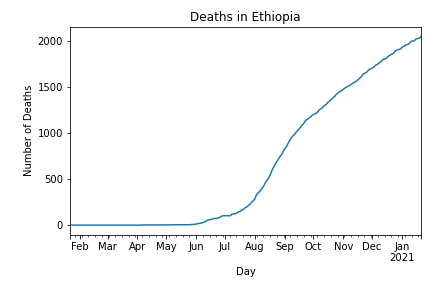 Deaths in Ethiopia
Number of Deaths
2000
1500
1000
500
0
Feb Mar Apr May Jun Jul Aug Sep Oct Nov Dec Jan
2021
Day